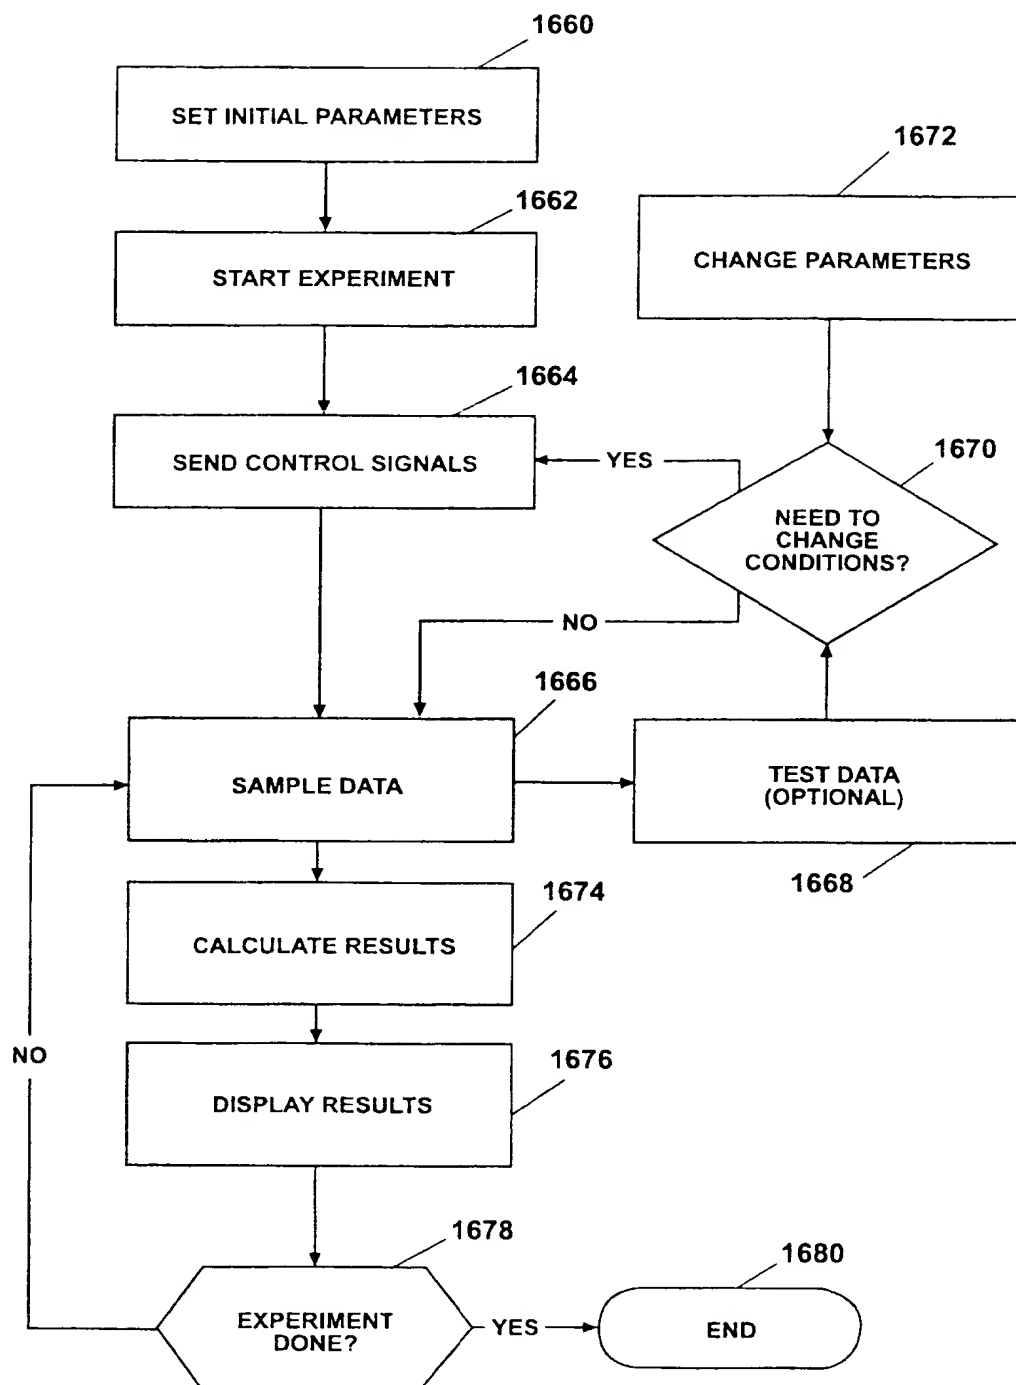 1660
SET INITIAL PARAMETERS
1662
START EXPERIMENT
1672
CHANGE PARAMETERS
1664
SEND CONTROL SIGNALS
YES
1670
NEED TO
CHANGE
CONDITIONS?
NO
1666
SAMPLE DATA
TEST DATA
(OPTIONAL)
1668
1674
CALCULATE RESULTS
NO
1676
DISPLAY RESULTS
1678
EXPERIMENT
DONE?
YES
1680
END